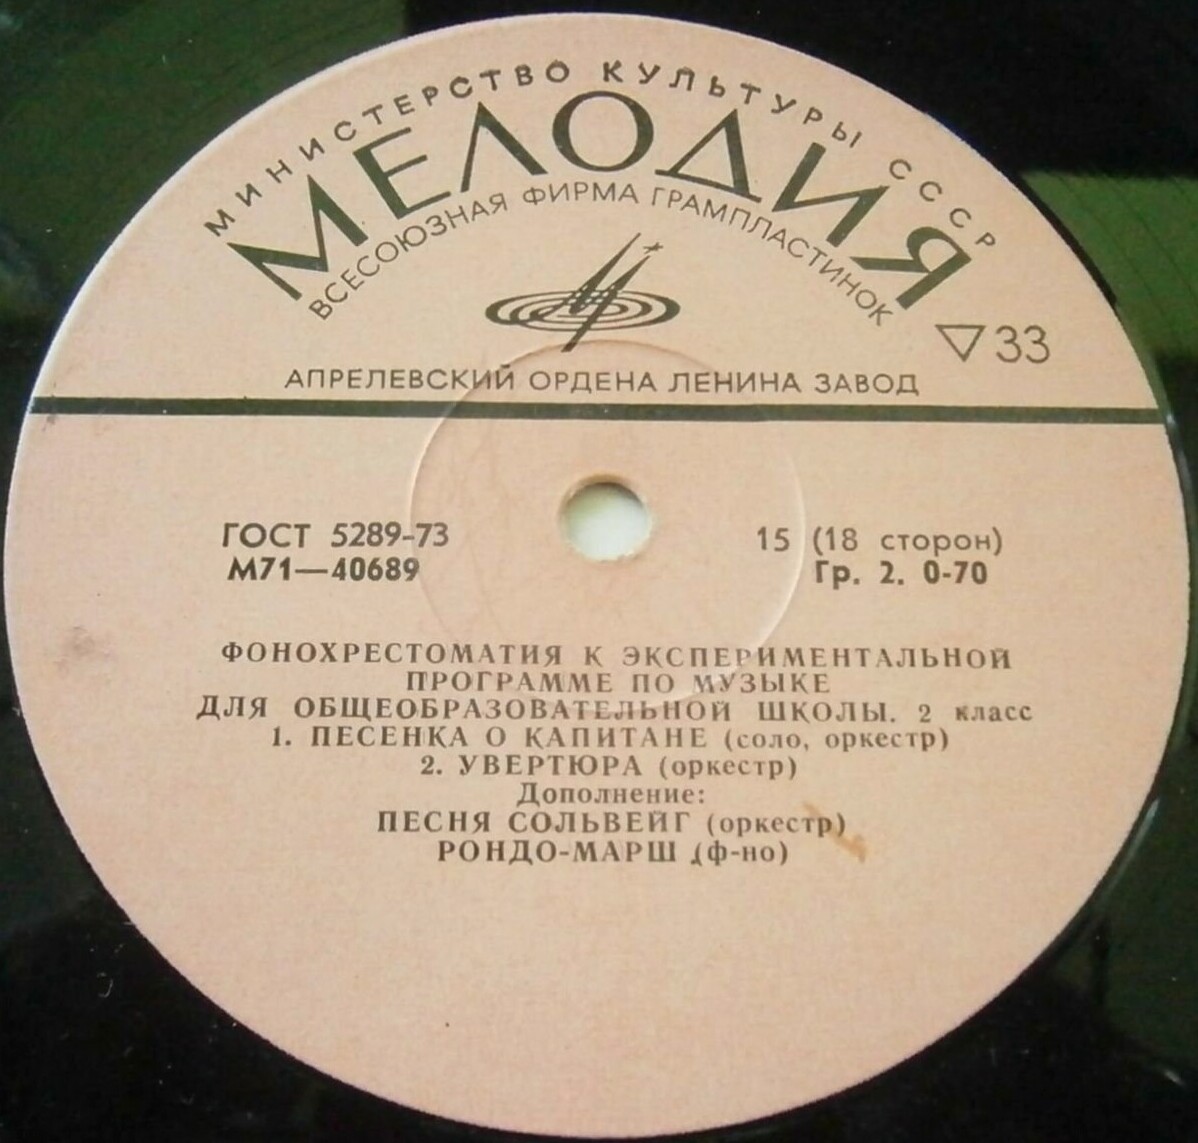 МИНИСТЕРСТВО КУЛЬТУРЫ СССР
МЕЛОДИЯ
ВСЕСОЮЗНАЯ ФИРМА ГРАМПЛАСТИНОК
33
АПРЕЛЕВСКИЙ ОРДЕНА ЛЕНИНА ЗАВОД
ГОСТ 5289-73
М71—40689
15 (18 сторон)
Гр. 2. 0-70
ФОНОХРЕСТОМАТИЯ К ЭКСПЕРИМЕНТАЛЬНОЙ
ПРОГРАММЕ ПО МУЗЫКЕ
ДЛЯ ОБЩЕОБРАЗОВАТЕЛЬНОЙ ШКОЛЫ. 2 класс
1. ПЕСЕНКА О КАПИТАНЕ (соло, оркестр)
2. УВЕРТЮРА (оркестр)
Дополнение:
ПЕСНЯ СОЛЬВЕЙГ (оркестр)
РОНДО-МАРШ (ф-но)